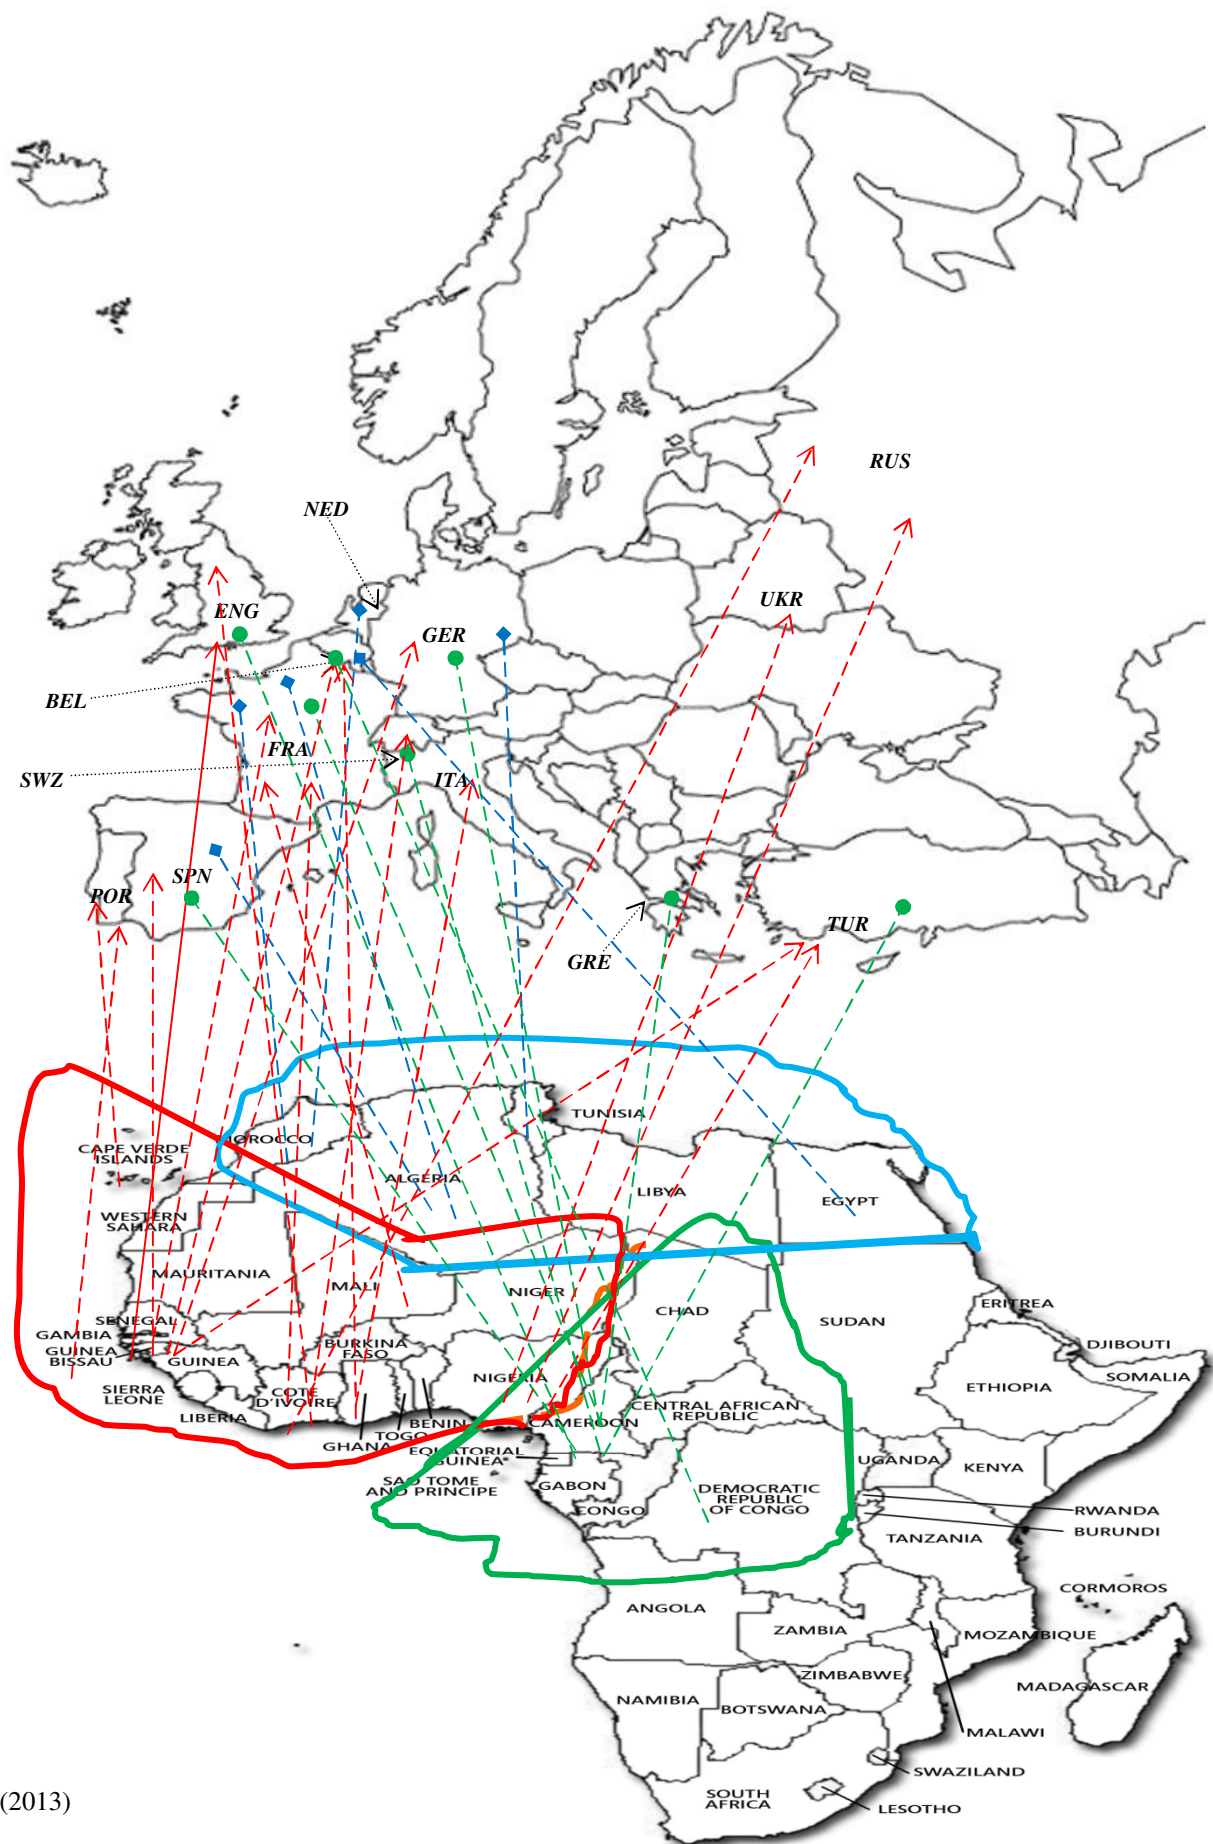 RUS
NED
UKR
ENG
GER
BEL
FRA
SWZ
ITA
SPN
POR
TUR
GRE
TUNISIA
MOROCCO
CAPE VERDE
ISLANDS
ALGERIA
LIBYA
EGYPT
WESTERN
SAHARA
MAURITANIA
MALI
NIGER
CHAD
SUDAN
ERITREA
SENEGAL
GAMBIA
GUINEA
BISSAU
GUINEA
BURKINA
FASO
DJIBOUTI
SOMALIA
NIGERIA
ETHIOPIA
SIERRA
LEONE
COTE
D'IVOIRE
LIBERIA
CENTRAL AFRICAN
REPUBLIC
BENIN
CAMEROON
TOGO
GHANA
EQUATORIAL
GUINEA
UGANDA
KENYA
SAO TOME
AND PRINCIPE
GABON
CONGO
DEMOCRATIC
REPUBLIC
OF CONGO
RWANDA
BURUNDI
TANZANIA
CORMOROS
ANGOLA
ZAMBIA
MOZAMBIQUE
ZIMBABWE
MADAGASCAR
NAMIBIA
BOTSWANA
MALAWI
SWAZILAND
SOUTH
AFRICA
LESOTHO
(2013)